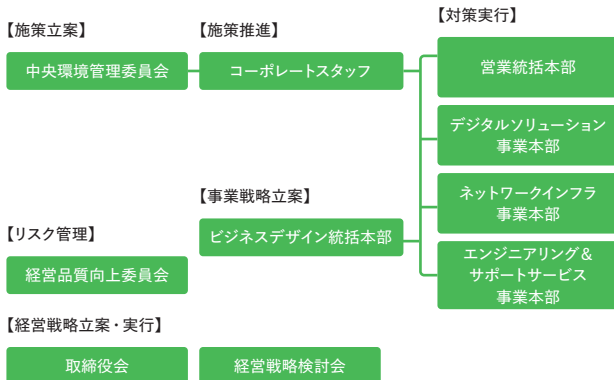 【施策立案】
中央環境管理委員会
【施策推進】
コーポレートスタッフ
【対策実行】
営業統括本部
デジタルソリューション
事業本部
ネットワークインフラ
事業本部
エンジニアリング＆
サポートサービス
事業本部
【事業戦略立案】
ビジネスデザイン統括本部
【リスク管理】
経営品質向上委員会
【経営戦略立案・実行】
取締役会
経営戦略検討会